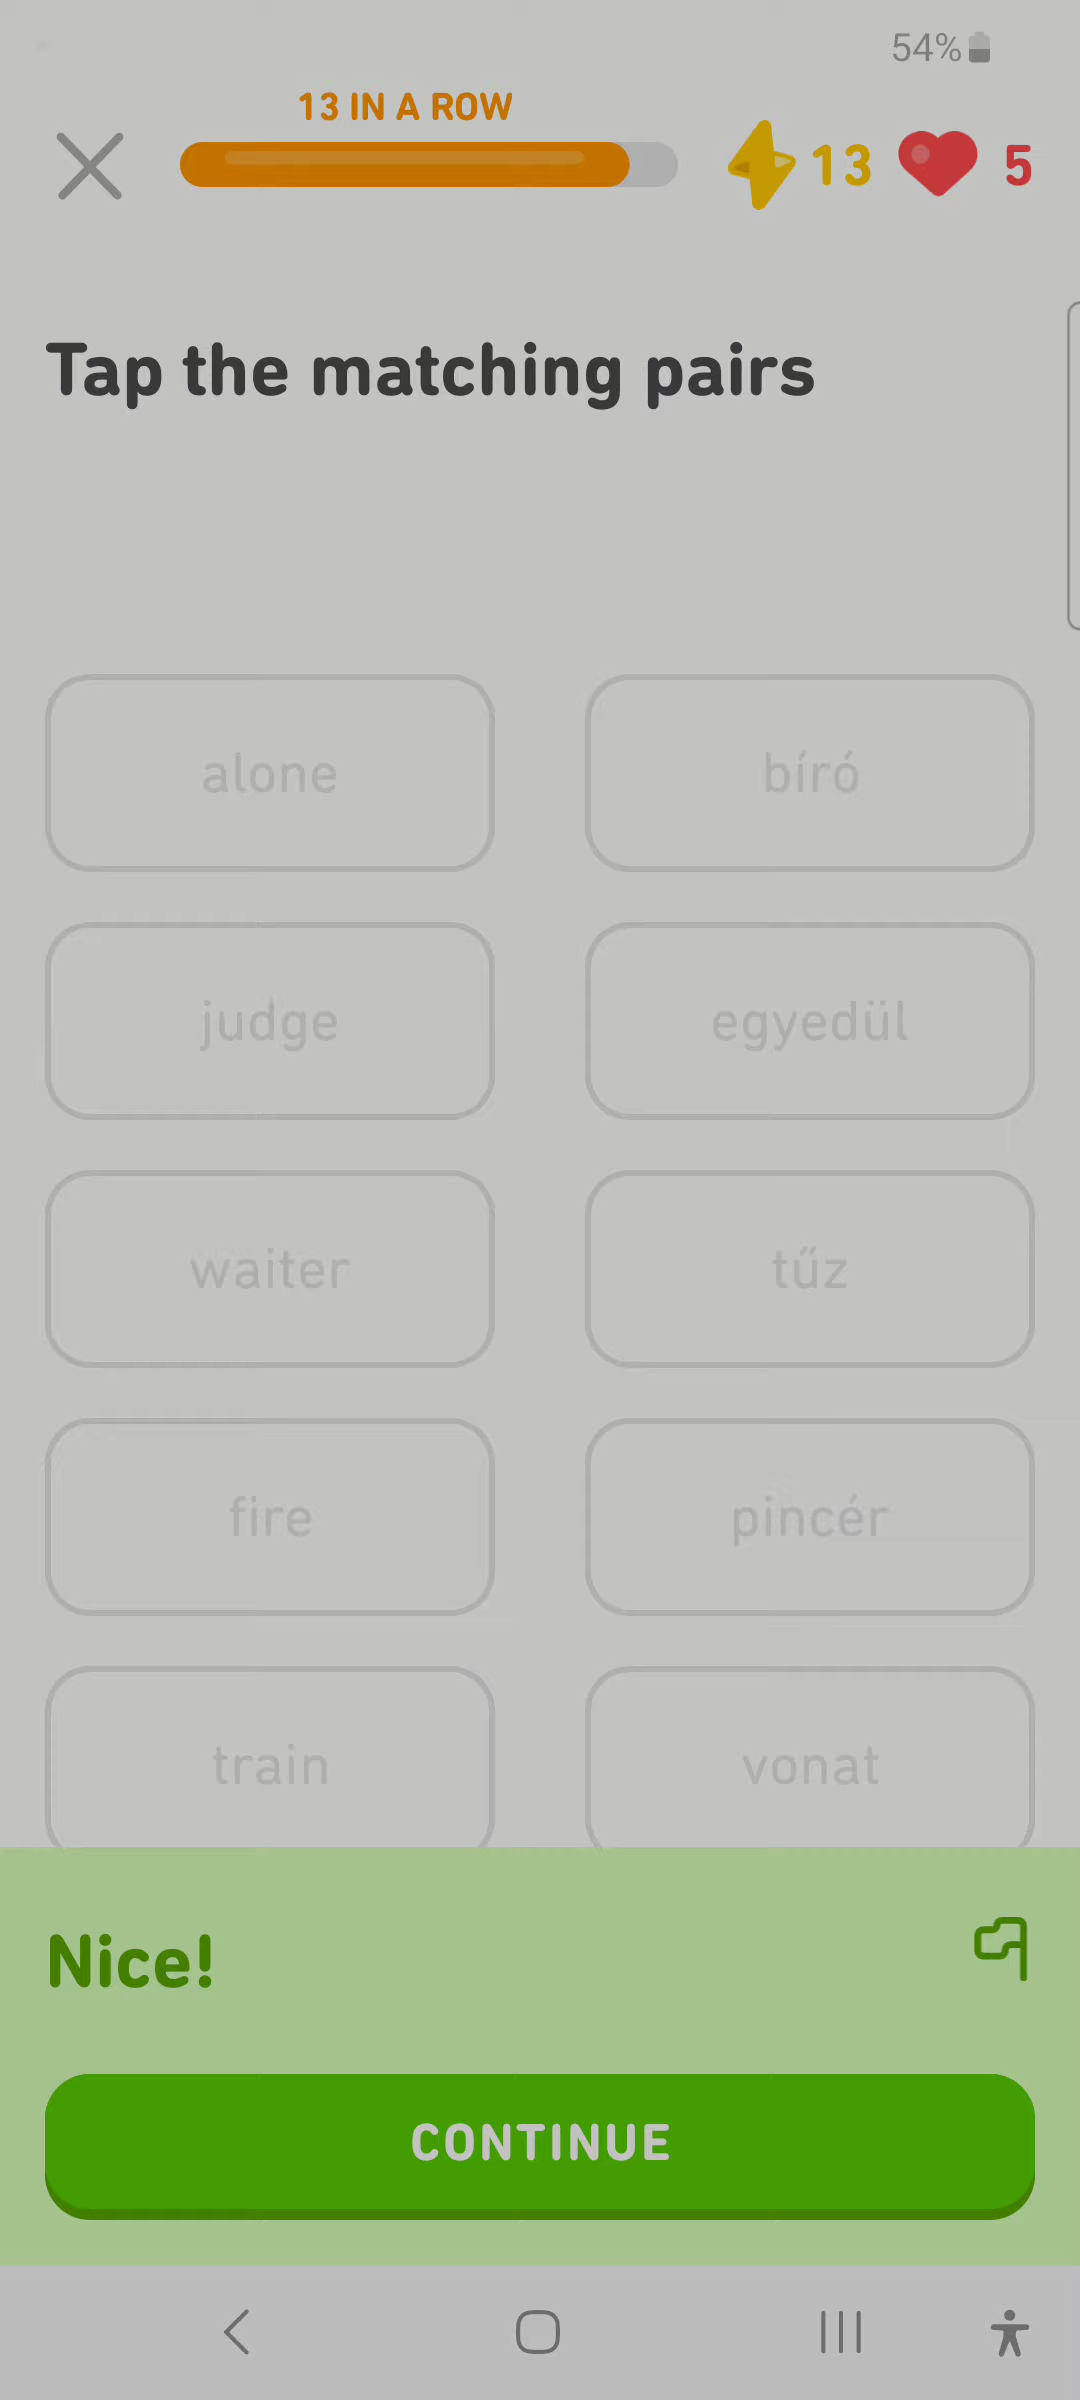 54%
13 IN A ROW
13 5
Tap the matching pairs
alone bíró
judge egyedül
waiter tűz
fire pincér
train vonat
Nice!
CONTINUE